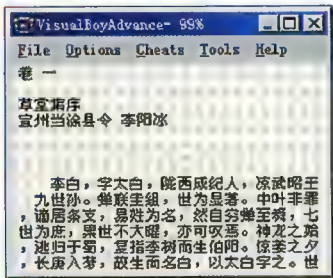 VisualBoyAdvance- 99%
File Options Cheats Tools Help
卷 一
草堂集序
宣州当涂县令 李阳冰
李白，字太白，陇西成纪人，凉武昭王
九世孙。蝉联圭组，世为显著。中叶非罪
，谪居条支，易姓为名，然自穷蝉至舜，七
世为庶，累世不大曜，亦可叹焉。神龙之始
，逃归于蜀，复指李树而生伯阳。惊姜之夕
，长庚入梦，故生而名白，以太白字之。世